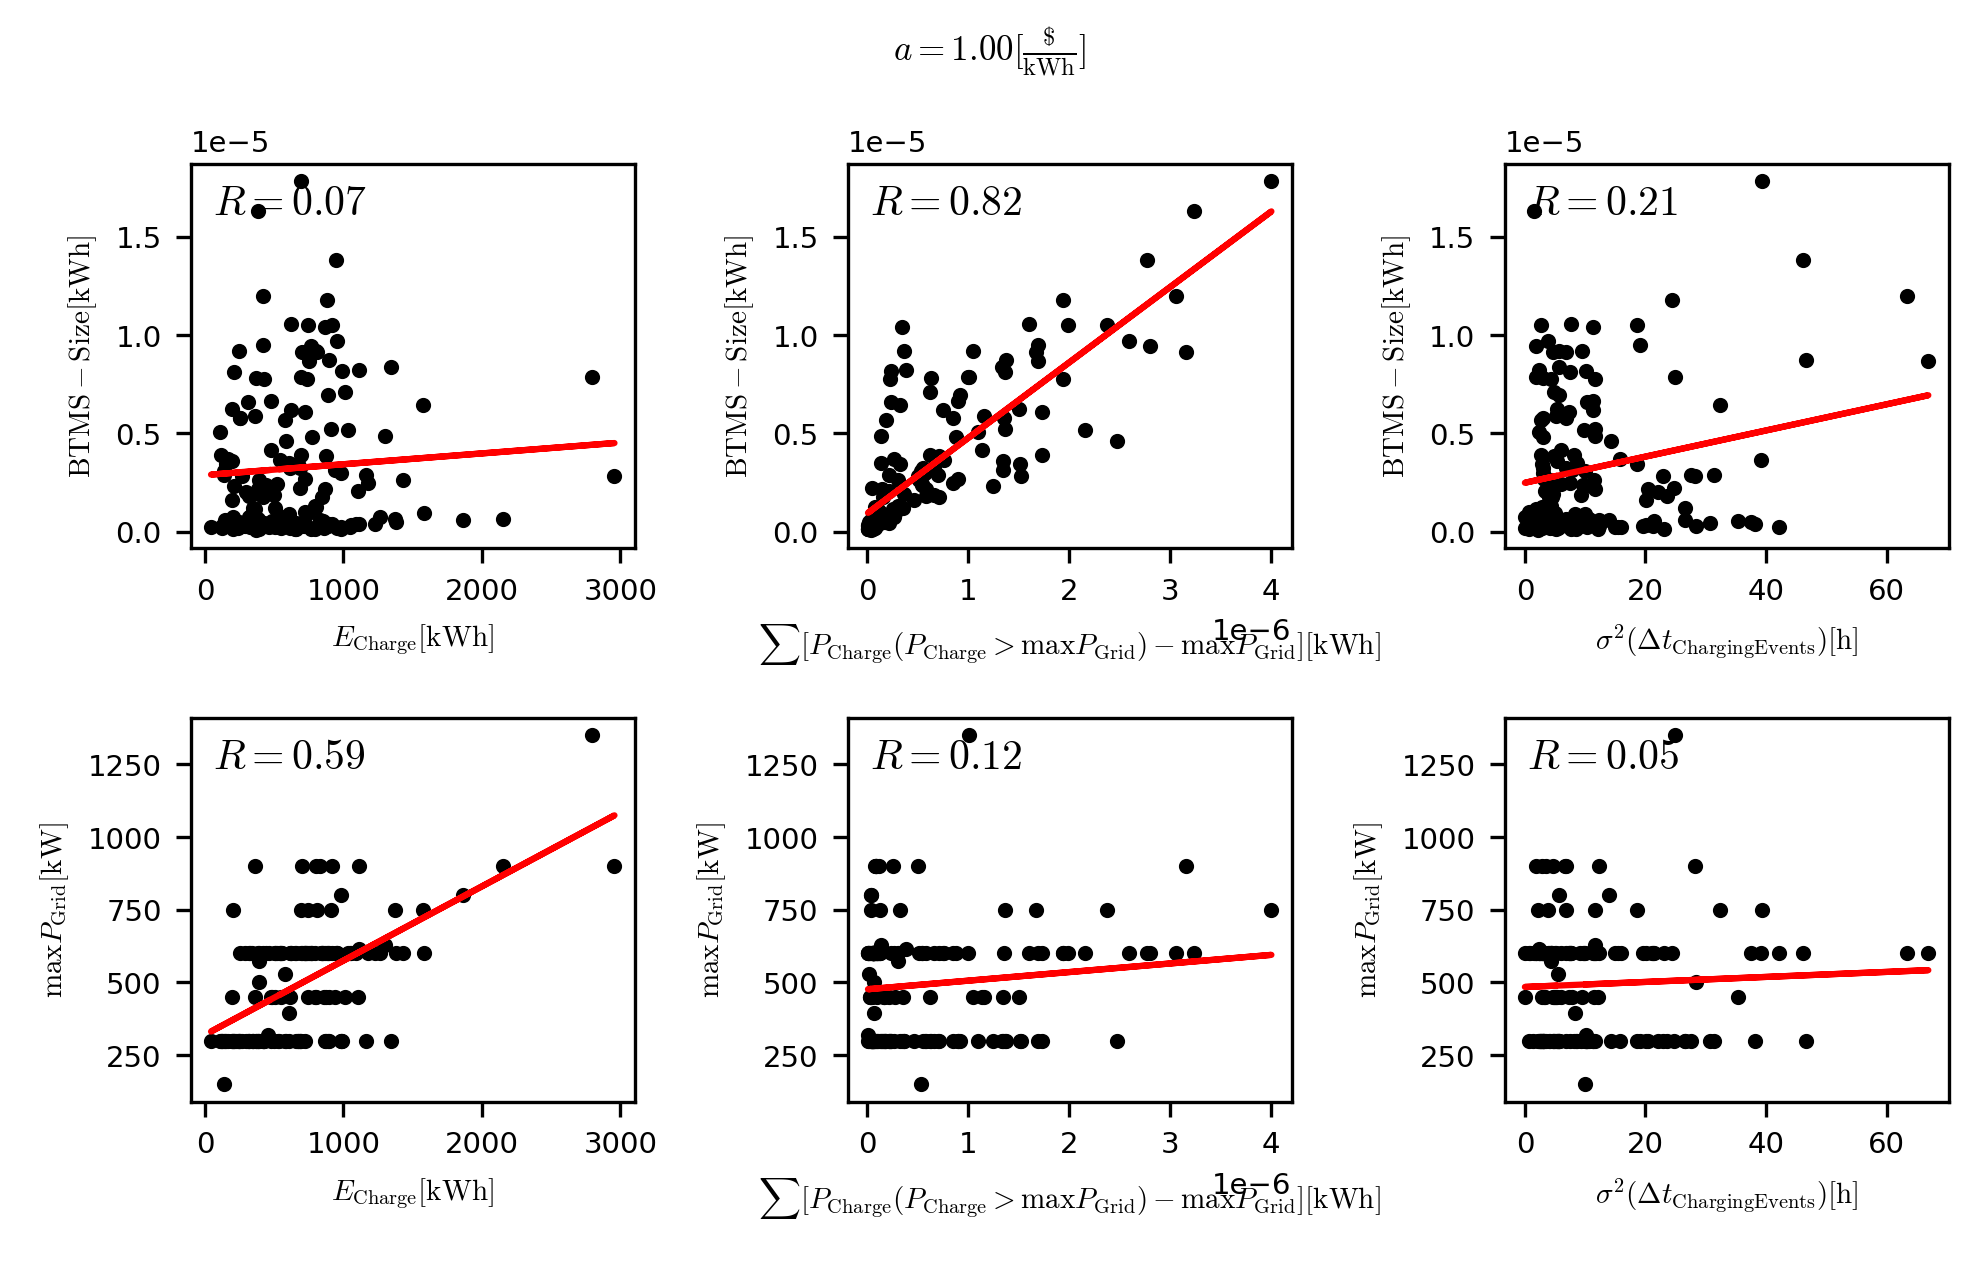 a = 1.00[$/kWh]
1e−5 1e−5 1e−5
R = 0.07 R = 0.82 R = 0.21
BTMS − Size[kWh] BTMS − Size[kWh] BTMS − Size[kWh]
1.5 1.5 1.5
1.0 1.0 1.0
0.5 0.5 0.5
0.0 0.0 0.0
0 1000 2000 3000 0 1 2 3 4 0 20 40 60
1e−6
E_Charge[kWh] ∑[P_Charge(P_Charge > maxP_Grid) − maxP_Grid][kWh] σ²(Δt_ChargingEvents)[h]
R = 0.59 R = 0.12 R = 0.05
maxP_Grid[kW] maxP_Grid[kW] maxP_Grid[kW]
1250 1250 1250
1000 1000 1000
750 750 750
500 500 500
250 250 250
0 1000 2000 3000 0 1 2 3 4 0 20 40 60
1e−6
E_Charge[kWh] ∑[P_Charge(P_Charge > maxP_Grid) − maxP_Grid][kWh] σ²(Δt_ChargingEvents)[h]